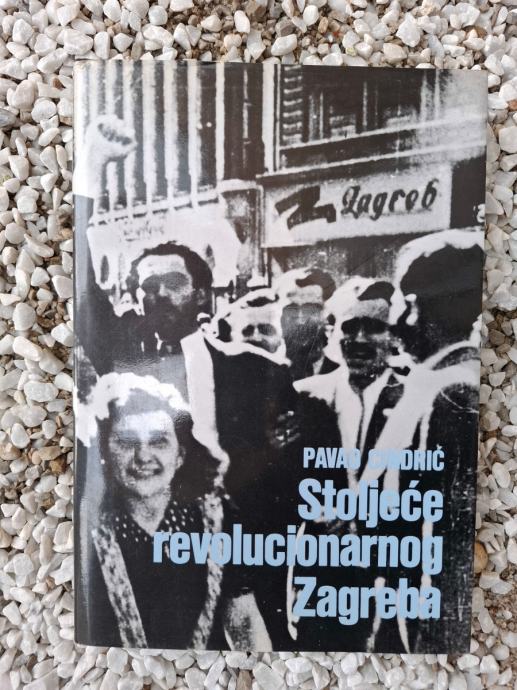 Zagreb
PAVAO CINDRIĆ
Stoljeće
revolucionarnog
Zagreba